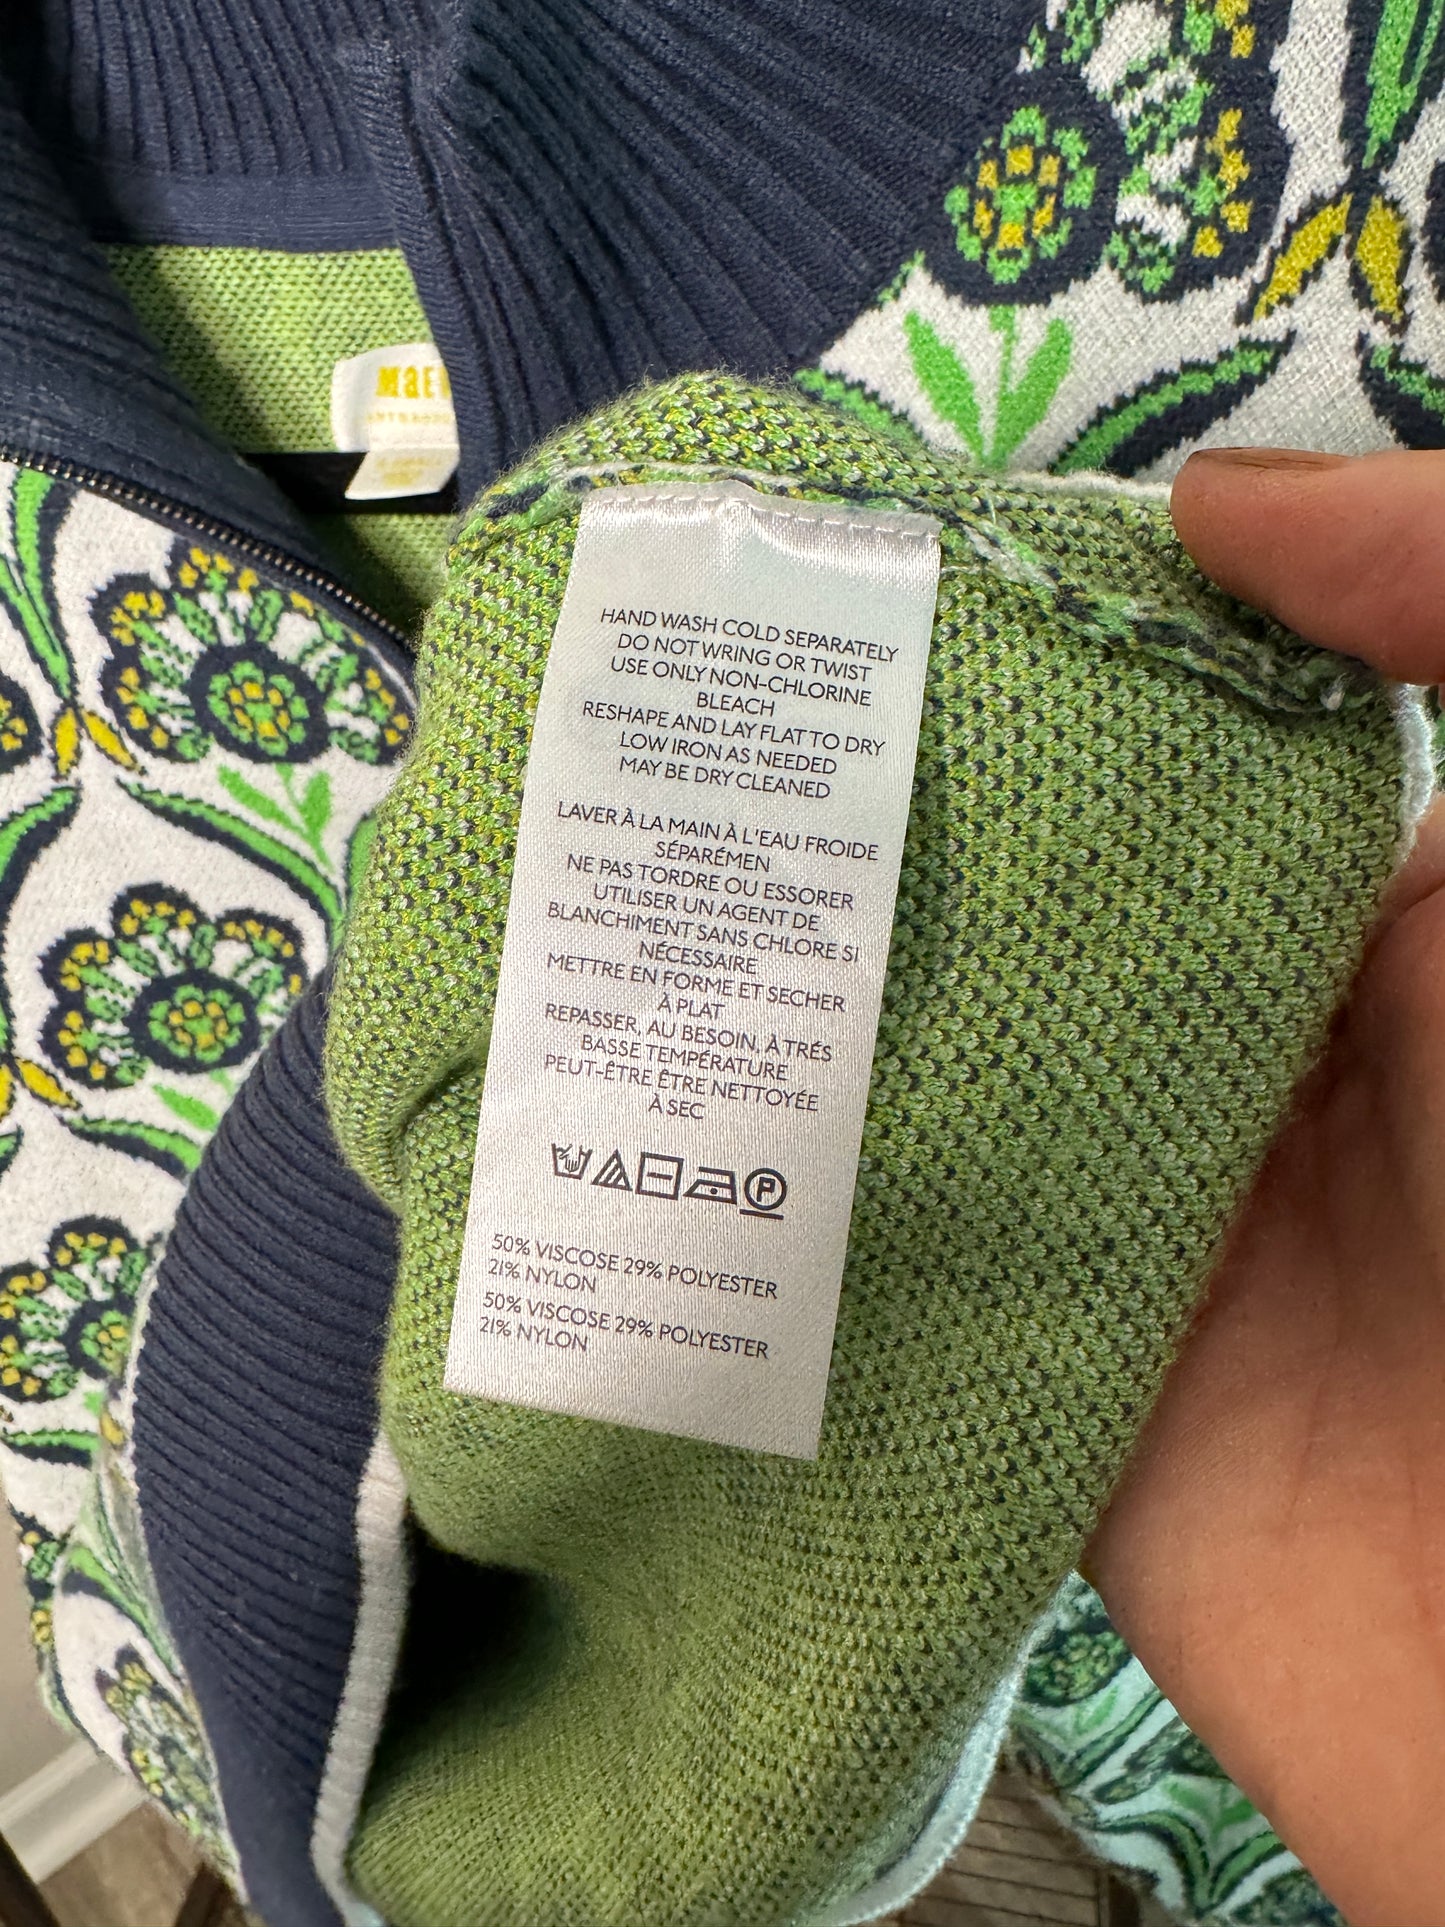 HAND WASH COLD SEPARATELY
DO NOT WRING OR TWIST
USE ONLY NON-CHLORINE
BLEACH
RESHAPE AND LAY FLAT TO DRY
LOW IRON AS NEEDED
MAY BE DRY CLEANED
LAVER À LA MAIN À L'EAU FROIDE
SÉPARÉMEN
NE PAS TORDRE OU ESSORER
UTILISER UN AGENT DE
BLANCHIMENT SANS CHLORE SI
NÉCESSAIRE
METTRE EN FORME ET SECHER
À PLAT
REPASSER, AU BESOIN, À TRÉS
BASSE TEMPÉRATURE
PEUT-ÊTRE ÊTRE NETTOYÉE
À SEC
P
50% VISCOSE 29% POLYESTER
21% NYLON
50% VISCOSE 29% POLYESTER
21% NYLON